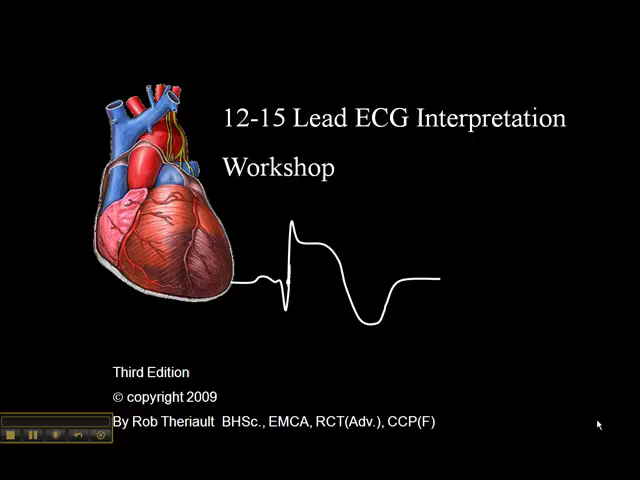 12-15 Lead ECG Interpretation
Workshop
Third Edition
© copyright 2009
By Rob Theriault BHSc., EMCA, RCT(Adv.), CCP(F)